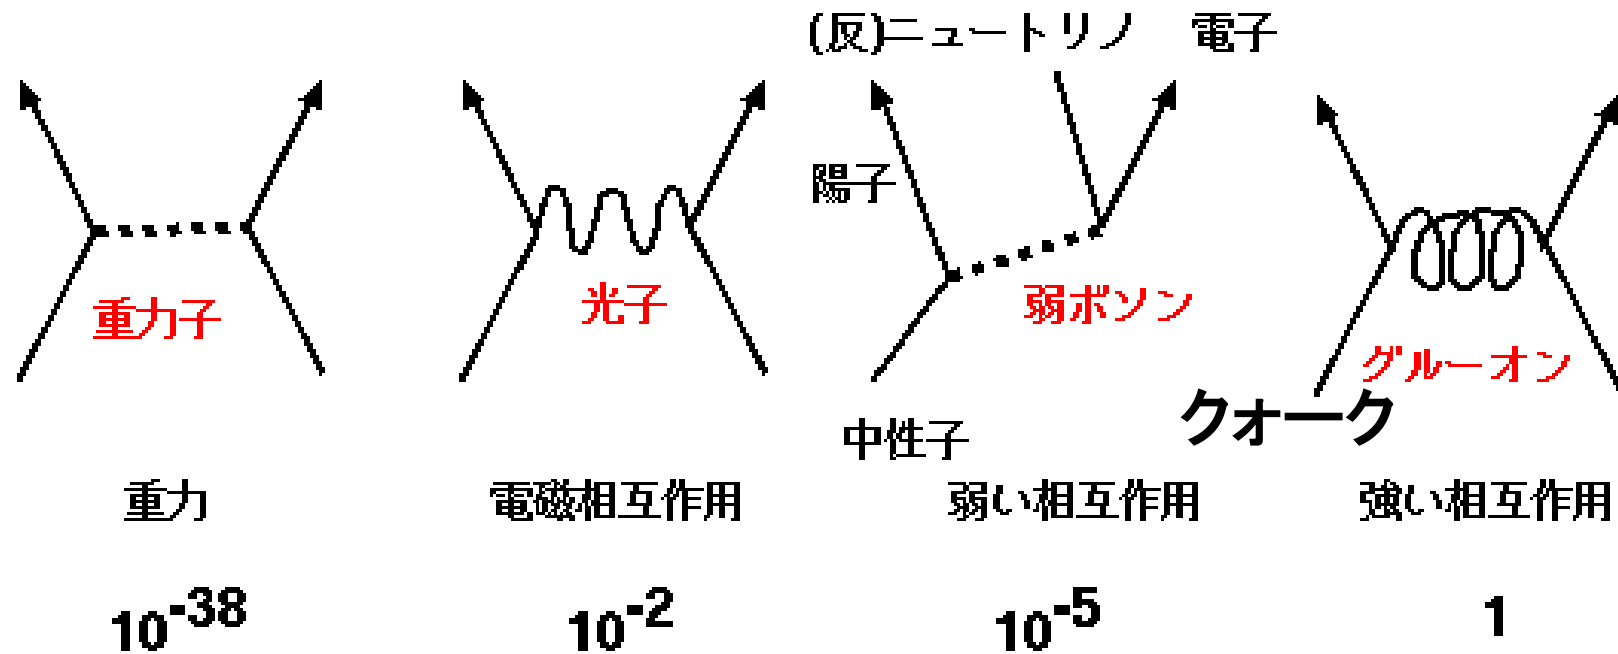 (反)ニュートリノ 電子
陽子
重力子
光子
弱ボソン
グルーオン
クォーク
中性子
重力 電磁相互作用 弱い相互作用 強い相互作用
10-38 10-2 10-5 1